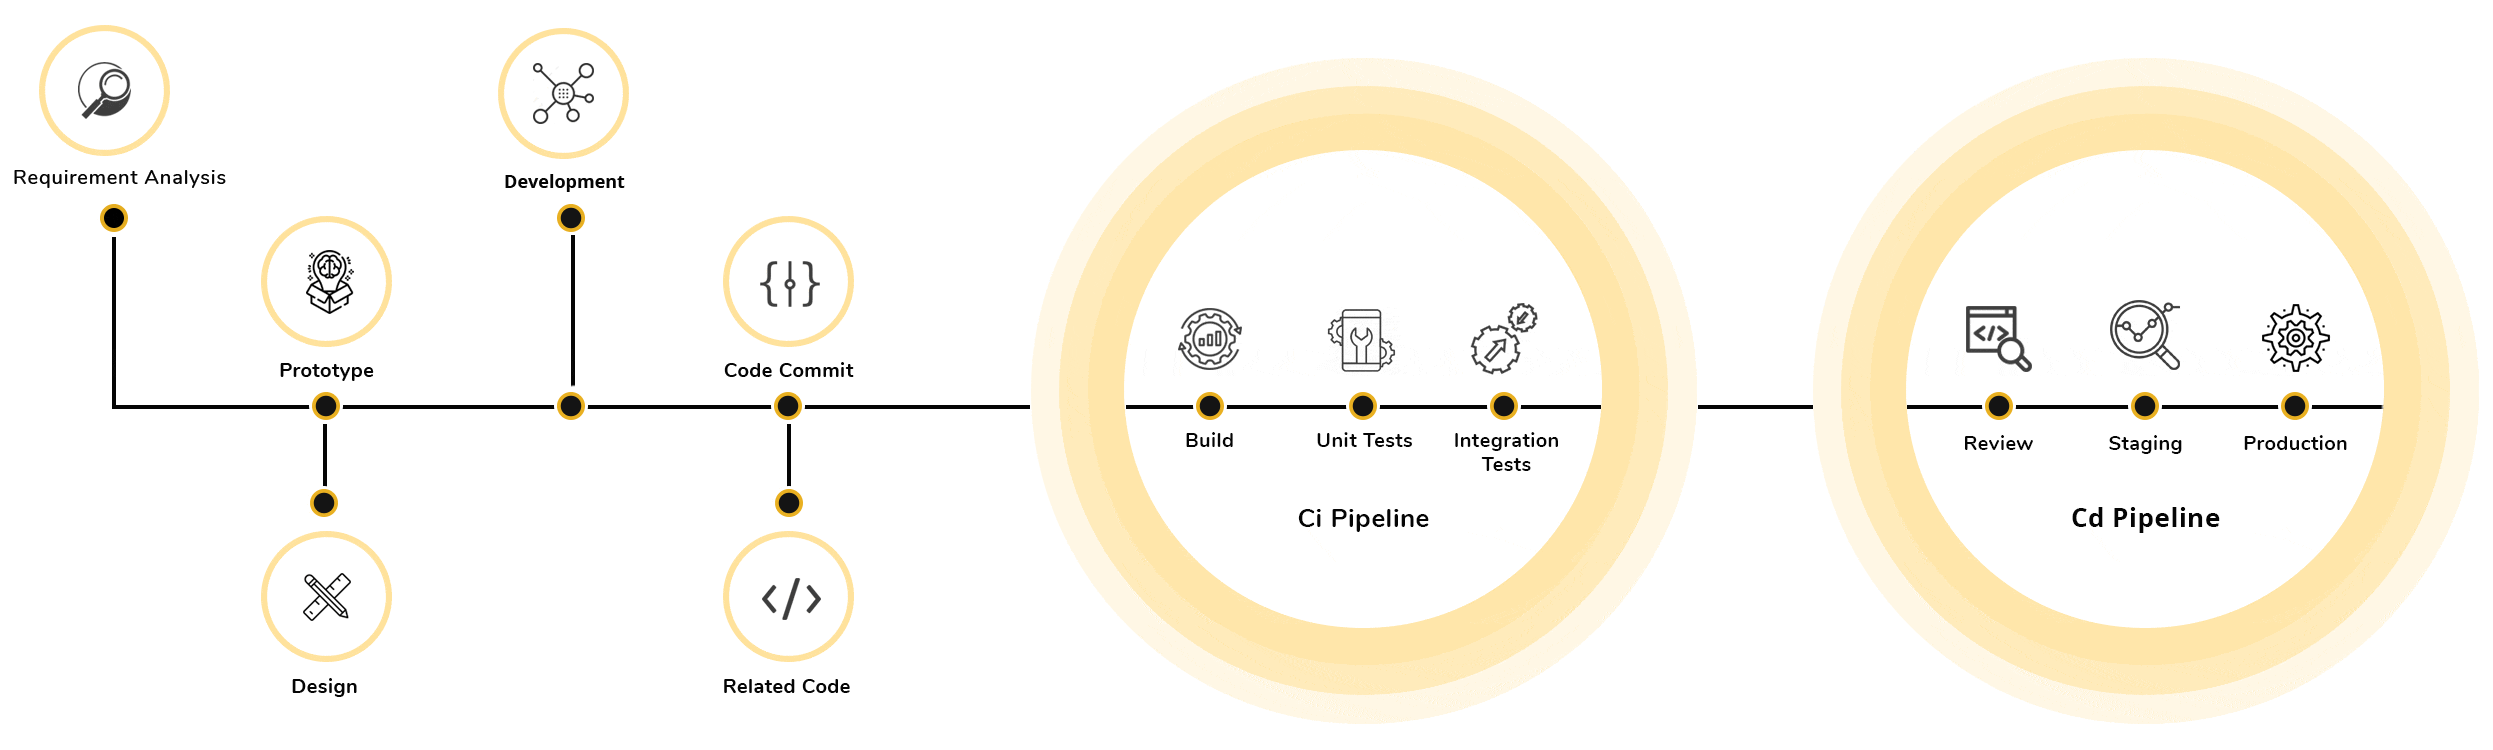 Requirement Analysis
Prototype
Design
Development
Code Commit
Related Code
Build
Unit Tests
Integration
Tests
Ci Pipeline
Review
Staging
Production
Cd Pipeline